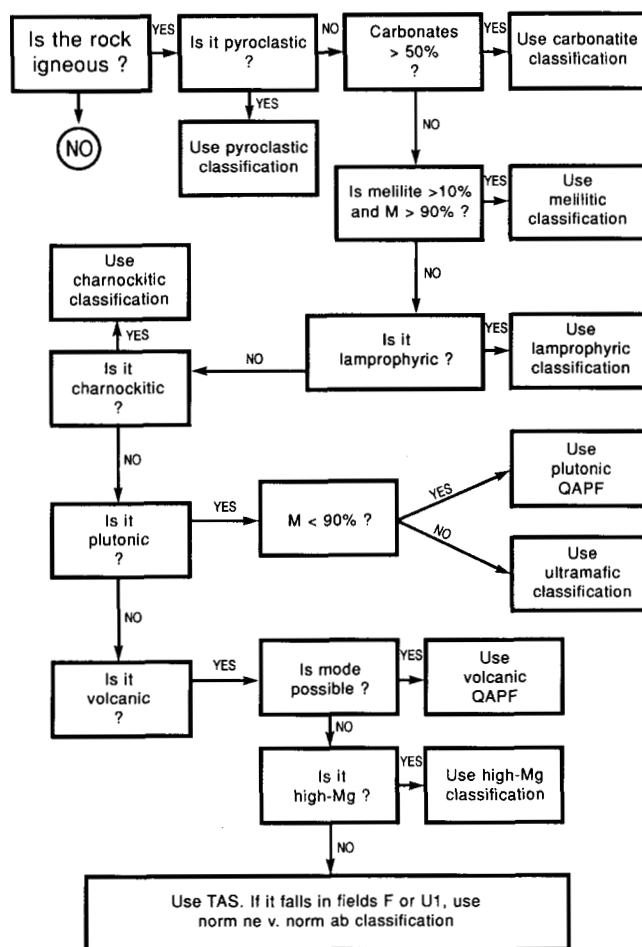 Is the rock
igneous ?
YES
Is it pyroclastic
?
NO
Carbonates
> 50%
?
YES
Use carbonatite
classification
NO
YES
Use pyroclastic
classification
NO
Is melilite >10%
and M > 90% ?
YES
Use
melilitic
classification
NO
Use
charnockitic
classification
YES
Is it
lamprophyric ?
YES
Use
lamprophyric
classification
NO
Is it
charnockitic
?
NO
Is it
plutonic
?
YES
M < 90% ?
YES
Use
plutonic
QAPF
NO
Use
ultramafic
classification
NO
Is it
volcanic
?
YES
Is mode
possible ?
YES
Use
volcanic
QAPF
NO
Is it
high-Mg ?
YES
Use high-Mg
classification
NO
Use TAS. If it falls in fields F or U1, use
norm ne v. norm ab classification